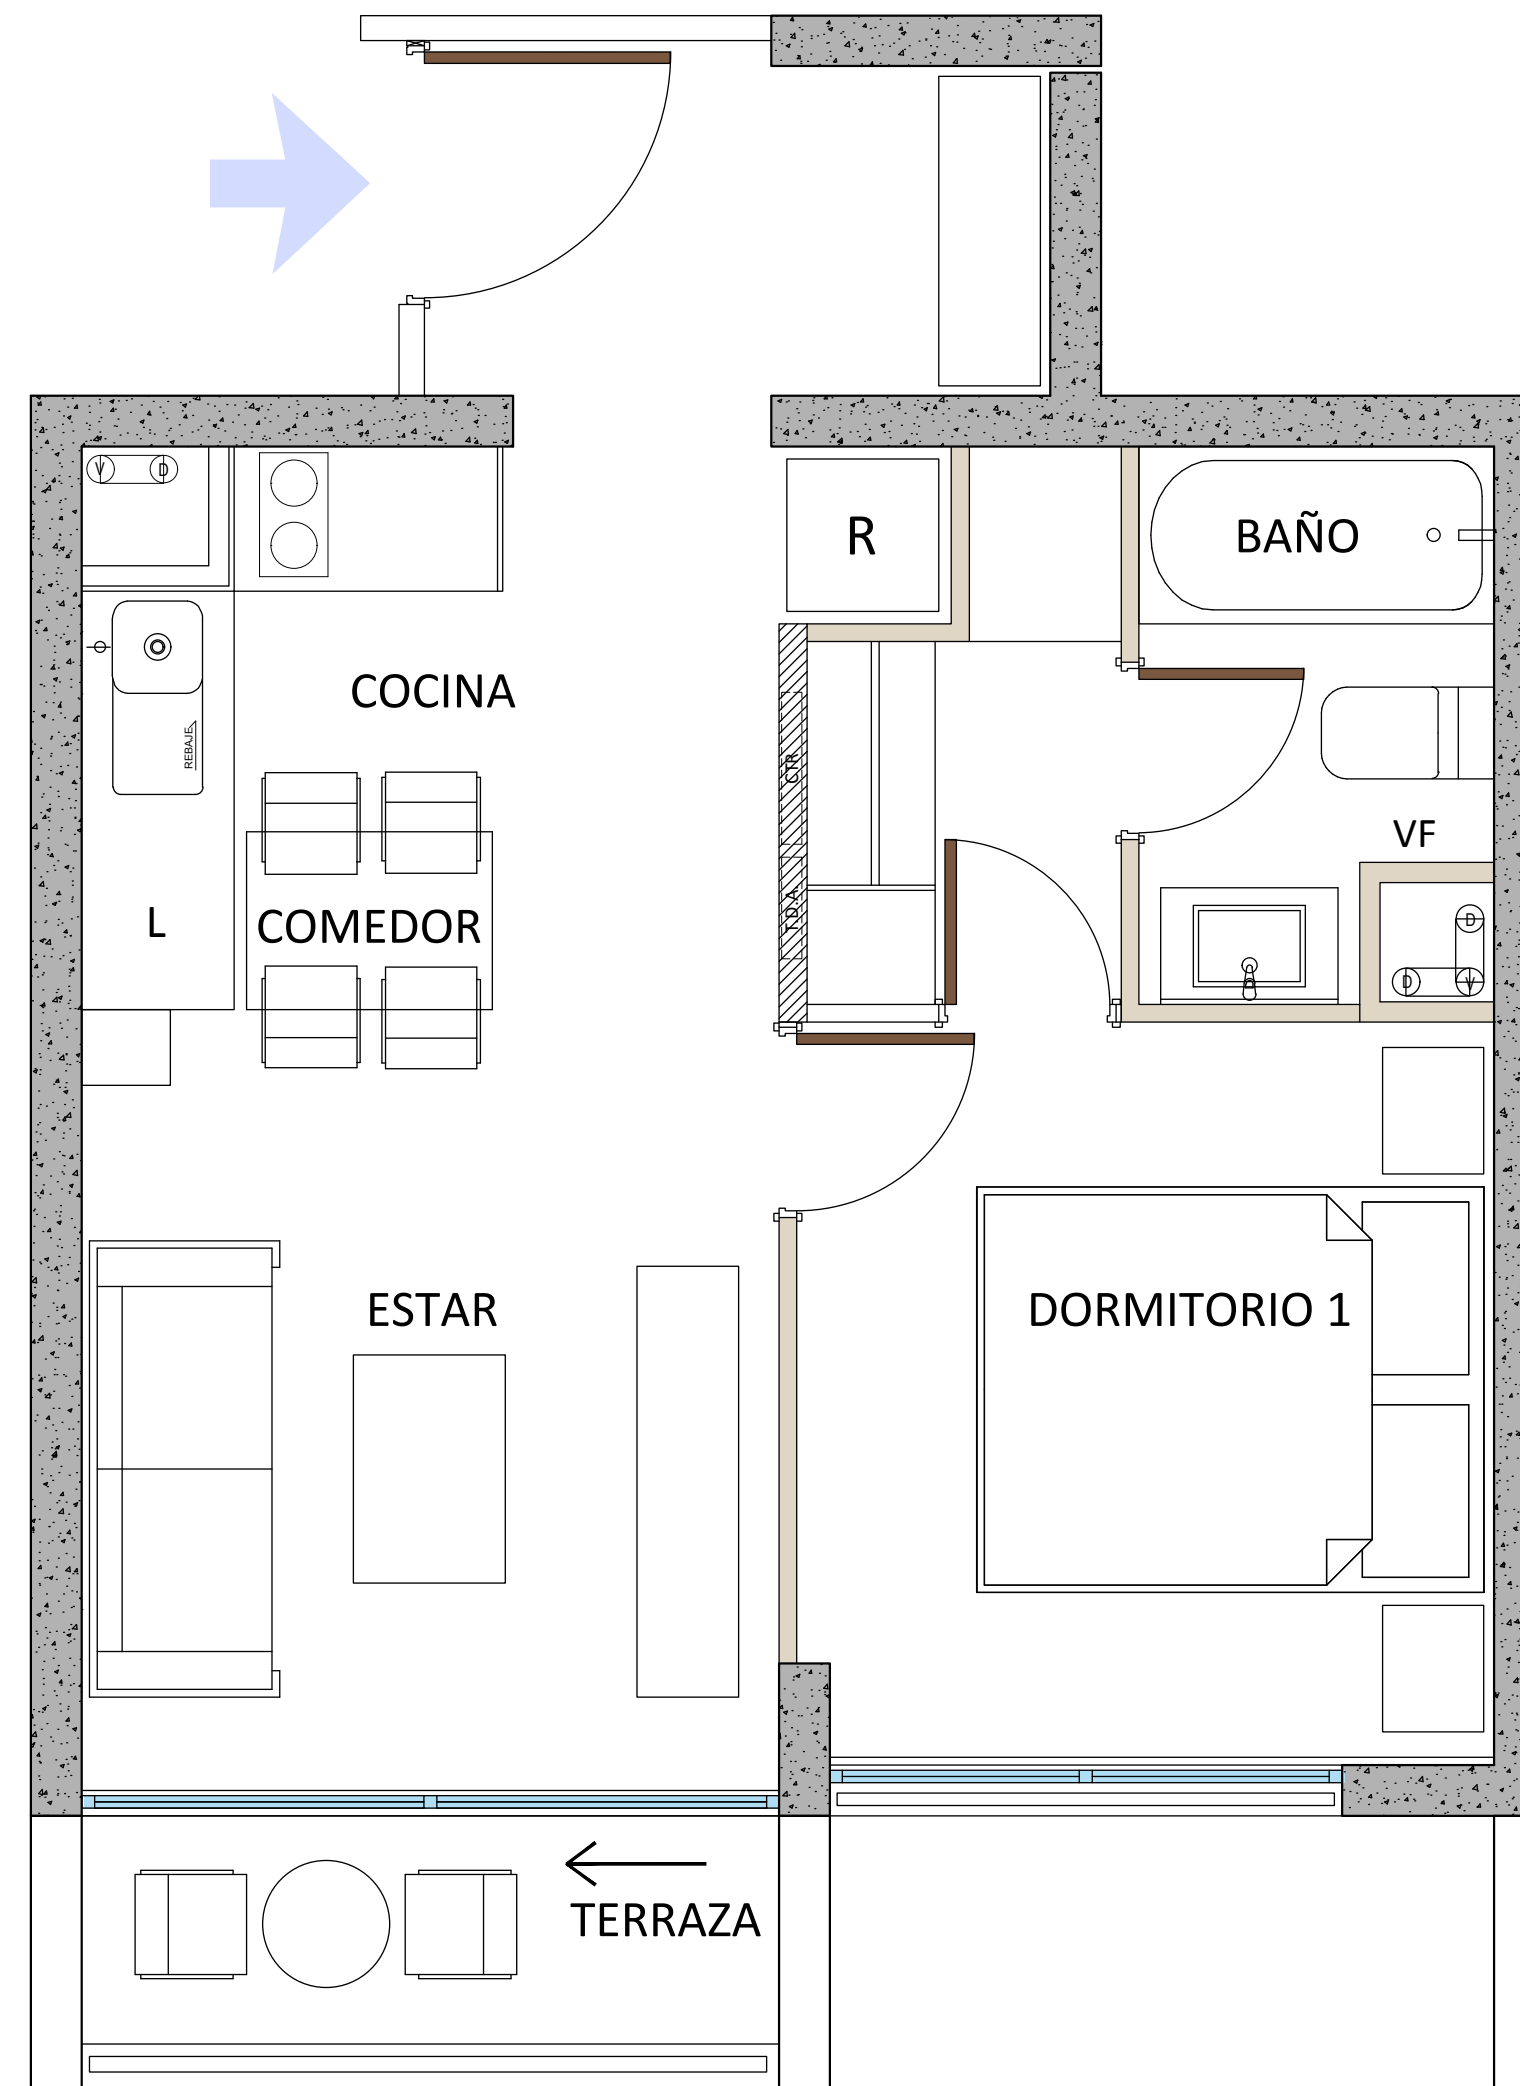 V D
R
BAÑO
COCINA
REBAJE
CTR
VF
L
COMEDOR
T.D.A.
D
D V
ESTAR
DORMITORIO 1
TERRAZA